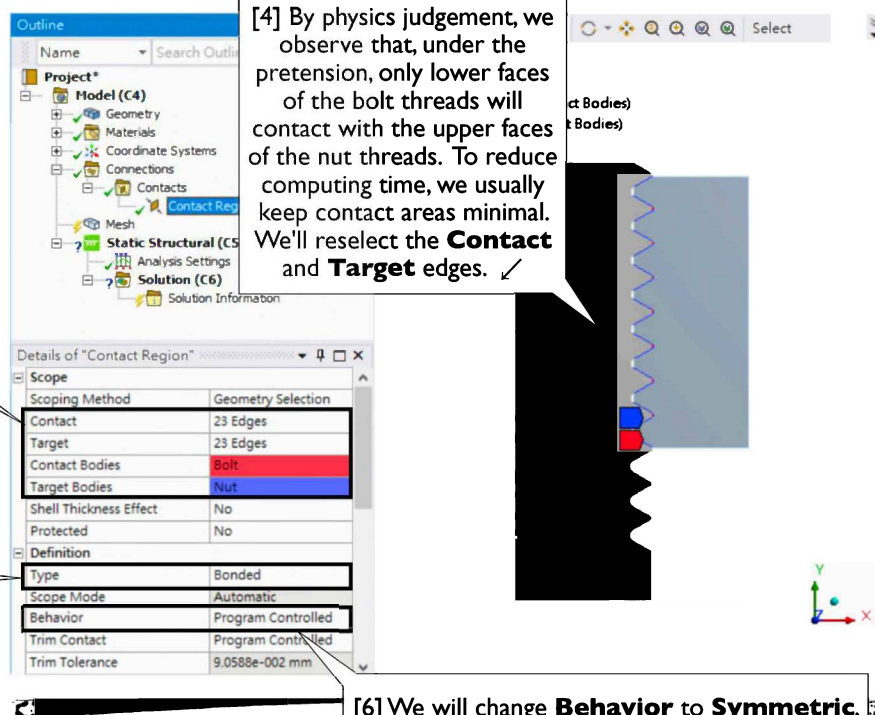 Outline
[4] By physics judgement, we
observe that, under the
pretension, only lower faces
of the bolt threads will
contact with the upper faces
of the nut threads. To reduce
computing time, we usually
keep contact areas minimal.
We'll reselect the Contact
and Target edges.
Select
Name
Search Outli
Project*
Model (C4)
Geometry
Materials
Coordinate Systems
Connections
Contacts
Contact Reg
Mesh
Static Structural (C5
Analysis Settings
Solution (C6)
Solution Information
ct Bodies)
t Bodies)
Y
Z
X
Details of "Contact Region"
Scope
Scoping Method Geometry Selection
Contact 23 Edges
Target 23 Edges
Contact Bodies Bolt
Target Bodies Nut
Shell Thickness Effect No
Protected No
Definition
Type Bonded
Scope Mode Automatic
Behavior Program Controlled
Trim Contact Program Controlled
Trim Tolerance 9.0588e-002 mm
[6] We will change Behavior to Symmetric.